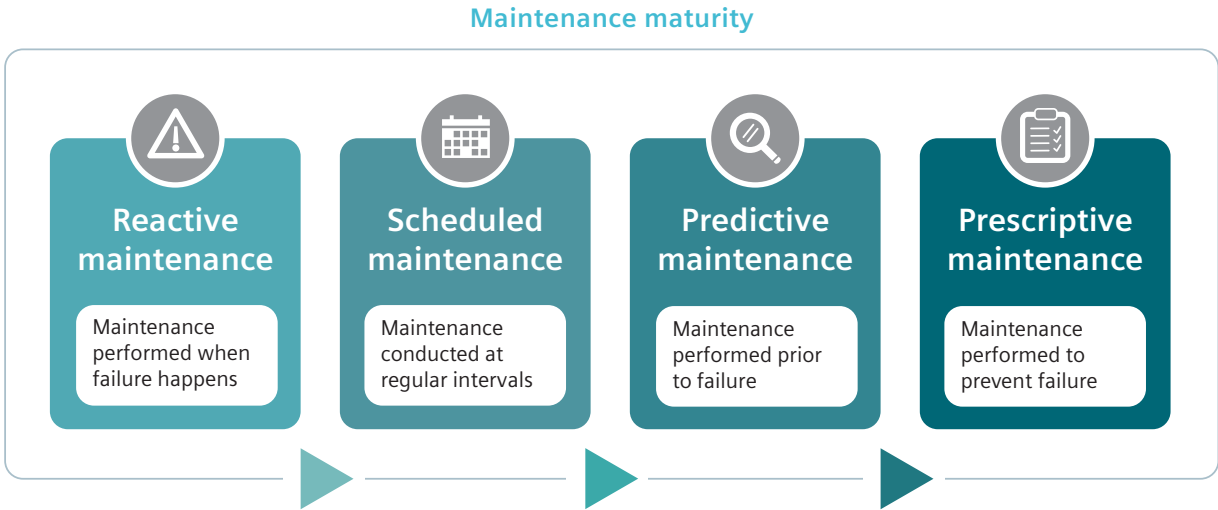 Maintenance maturity
Reactive
maintenance
Maintenance
performed when
failure happens
Scheduled
maintenance
Maintenance
conducted at
regular intervals
Predictive
maintenance
Maintenance
performed prior
to failure
Prescriptive
maintenance
Maintenance
performed to
prevent failure